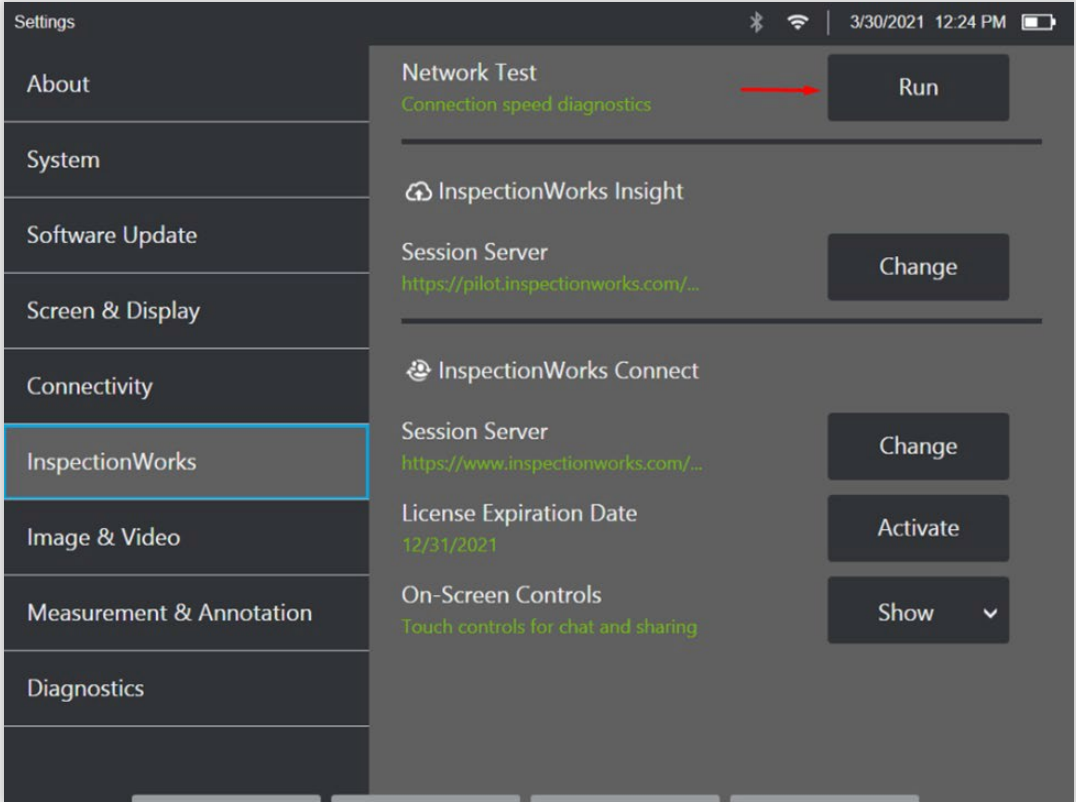 Settings
3/30/2021 12:24 PM
About
System
Software Update
Screen & Display
Connectivity
InspectionWorks
Image & Video
Measurement & Annotation
Diagnostics
Network Test
Connection speed diagnostics
Run
InspectionWorks Insight
Session Server
https://pilot.inspectionworks.com/...
Change
InspectionWorks Connect
Session Server
https://www.inspectionworks.com/...
Change
License Expiration Date
12/31/2021
Activate
On-Screen Controls
Touch controls for chat and sharing
Show